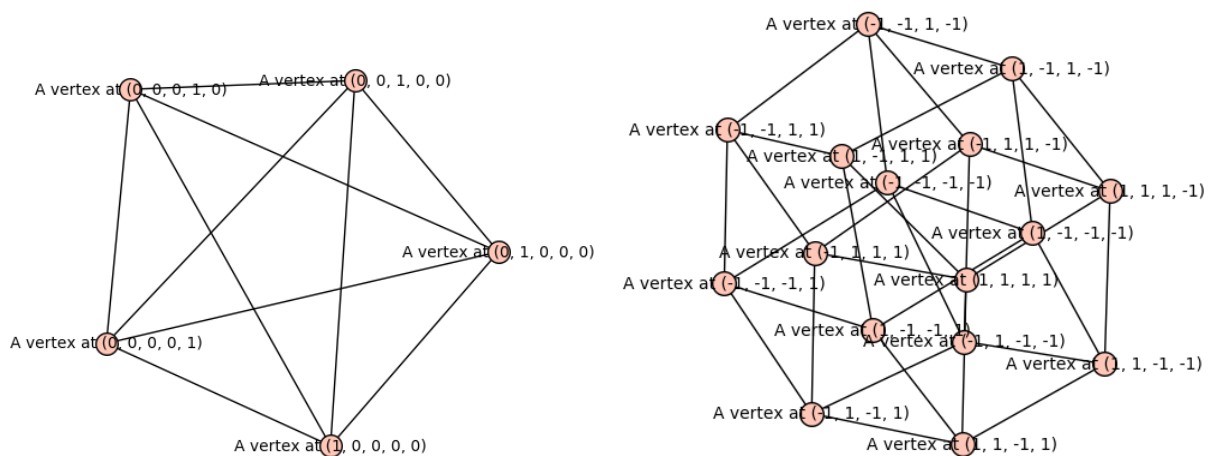 A vertex at (0, 0, 1, 0, 0)
A vertex at (0, 0, 0, 1, 0)
A vertex at (0, 1, 0, 0, 0)
A vertex at (0, 0, 0, 0, 1)
A vertex at (1, 0, 0, 0, 0)
A vertex at (-1, -1, 1, -1)
A vertex at (1, -1, 1, -1)
A vertex at (-1, -1, 1, 1)
A vertex at (-1, 1, 1, -1)
A vertex at (1, -1, 1, 1)
A vertex at (-1, -1, -1, -1)
A vertex at (1, 1, 1, -1)
A vertex at (1, -1, -1, -1)
A vertex at (-1, 1, 1, 1)
A vertex at (1, 1, 1, 1)
A vertex at (-1, -1, -1, 1)
A vertex at (1, -1, -1, 1)
A vertex at (-1, 1, -1, -1)
A vertex at (1, 1, -1, -1)
A vertex at (-1, 1, -1, 1)
A vertex at (1, 1, -1, 1)